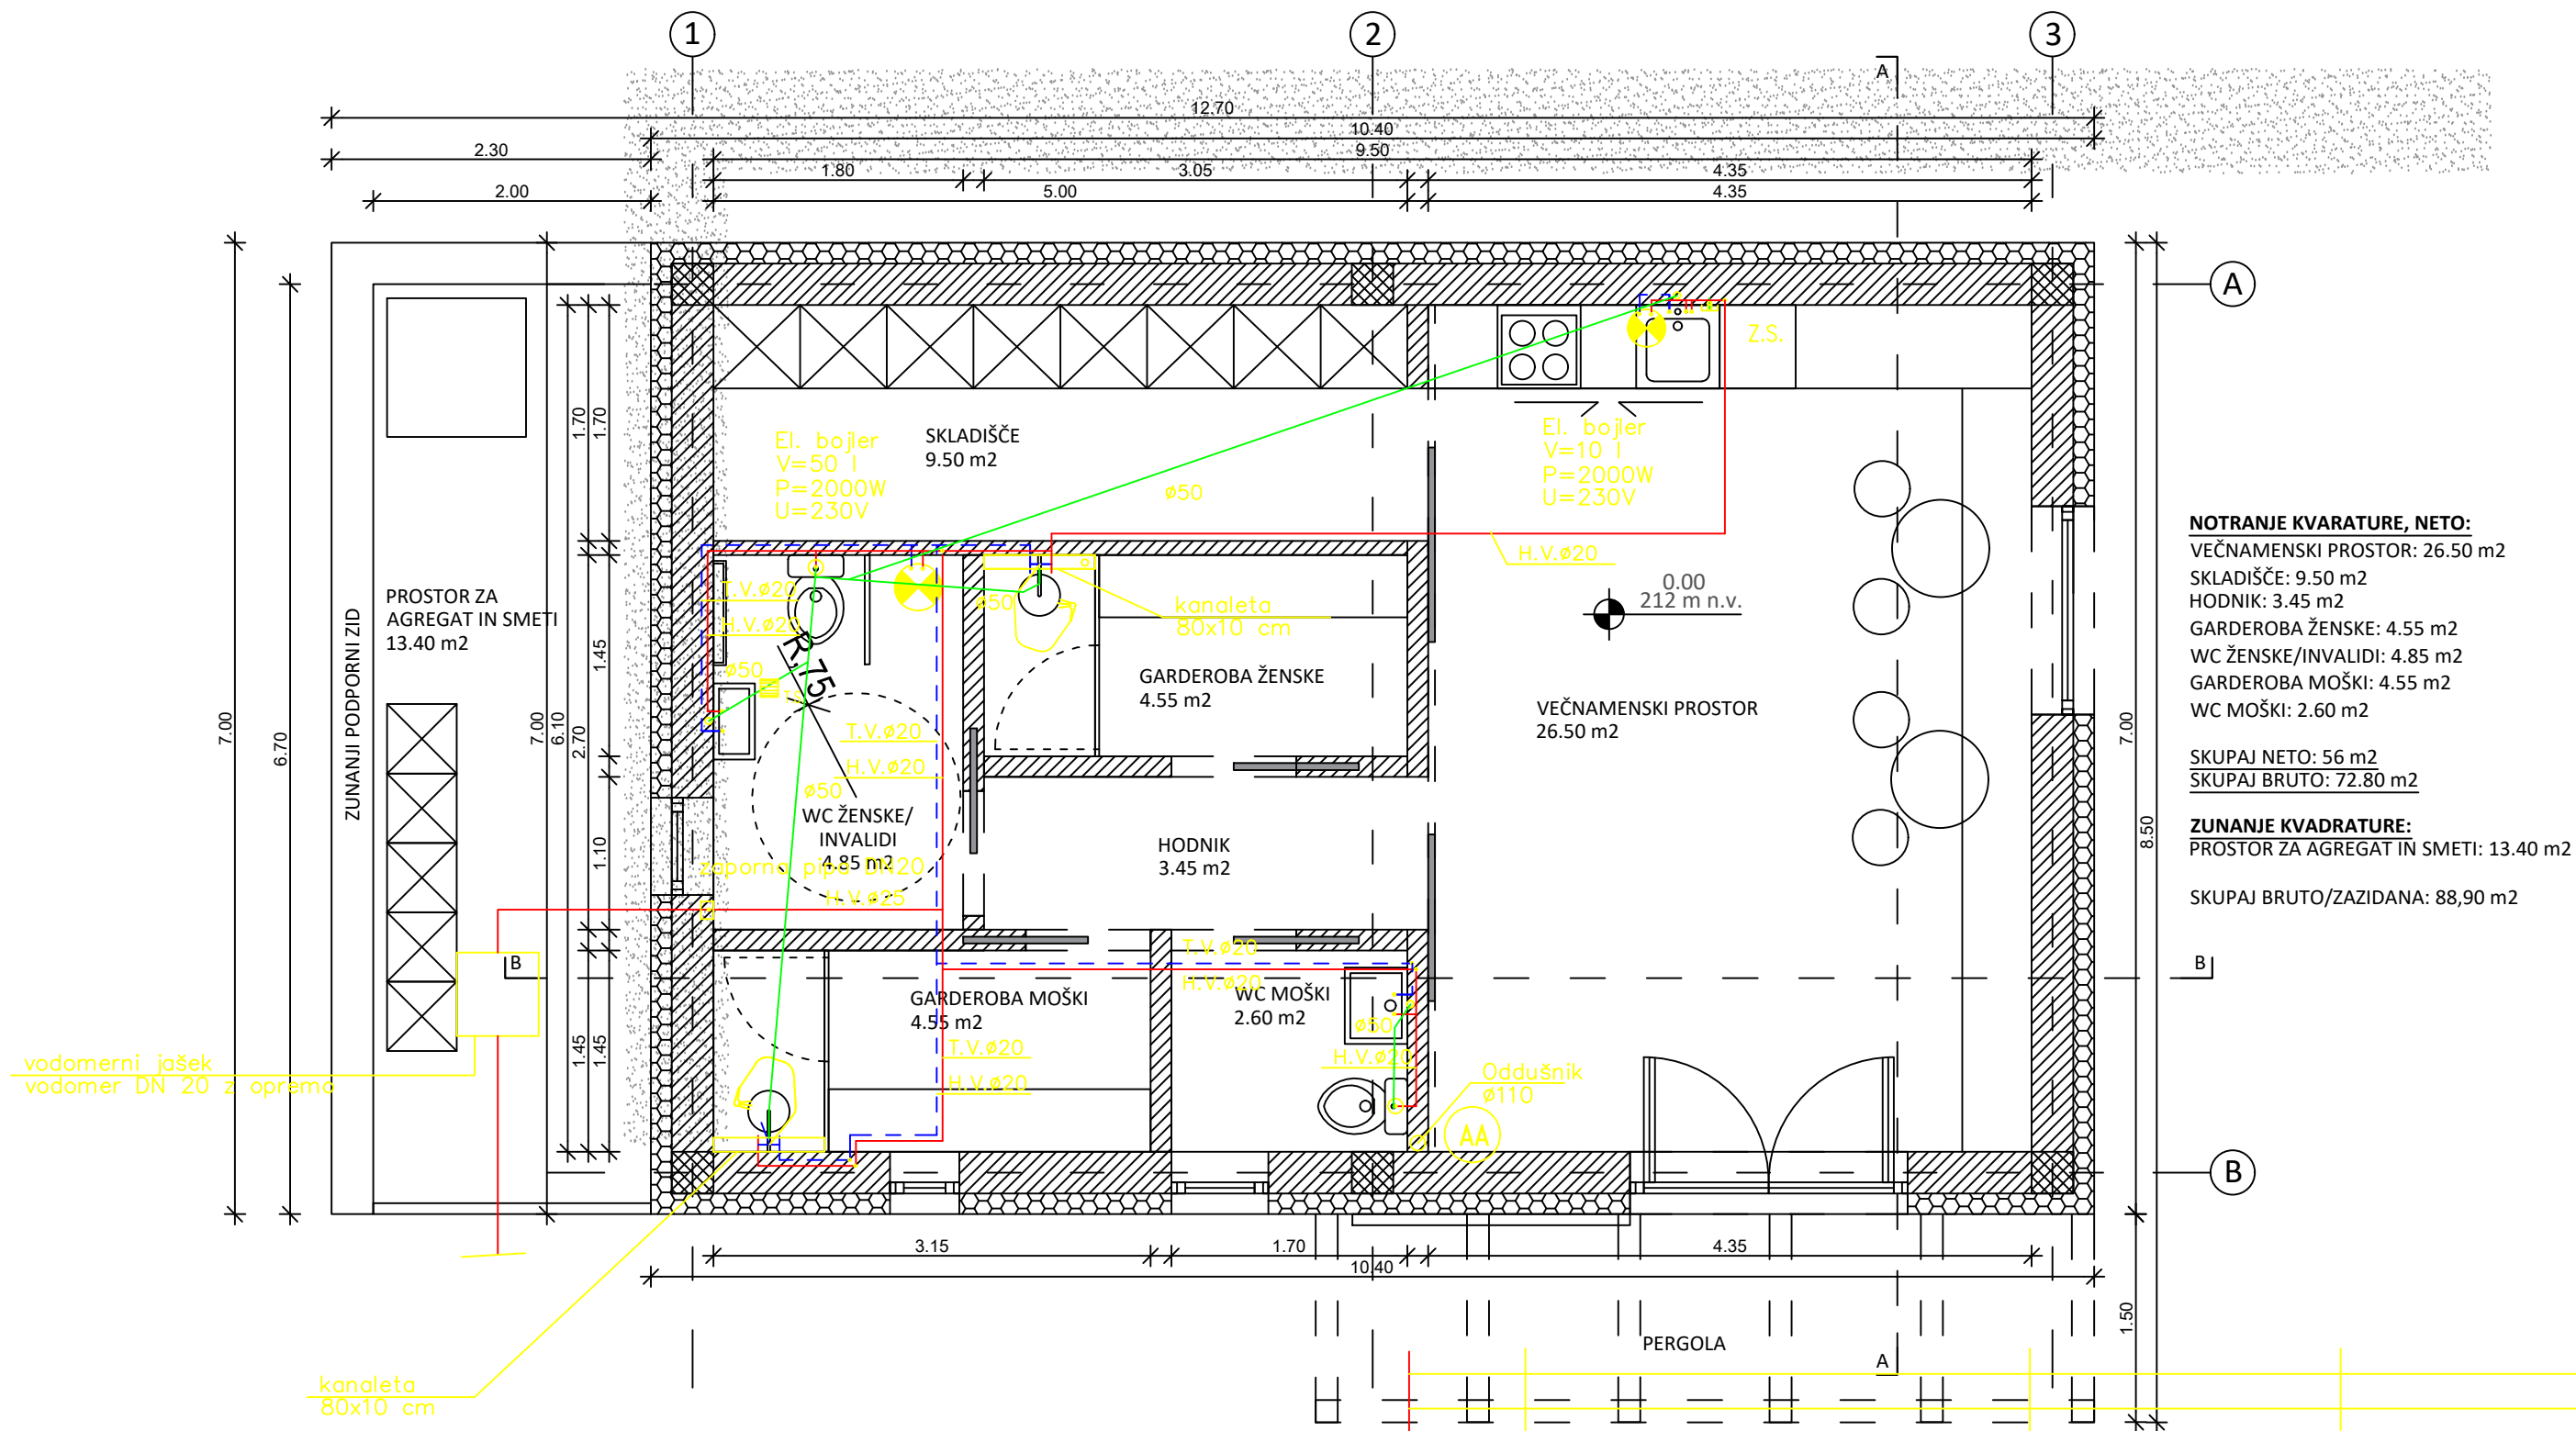 1
2
3
A
12.70
10.40
2.30
9.50
1.80
3.05
4.35
2.00
5.00
4.35
A
Z.S.
El. bojler
V=50 l
P=2000W
U=230V
SKLADIŠČE
9.50 m2
El. bojler
V=10 l
P=2000W
U=230V
ø50
1.70
1.70
H.V.ø20
NOTRANJE KVARATURE, NETO:
VEČNAMENSKI PROSTOR: 26.50 m2
SKLADIŠČE: 9.50 m2
HODNIK: 3.45 m2
GARDEROBA ŽENSKE: 4.55 m2
WC ŽENSKE/INVALIDI: 4.85 m2
GARDEROBA MOŠKI: 4.55 m2
WC MOŠKI: 2.60 m2
SKUPAJ NETO: 56 m2
SKUPAJ BRUTO: 72.80 m2
ZUNANJE KVADRATURE:
PROSTOR ZA AGREGAT IN SMETI: 13.40 m2
SKUPAJ BRUTO/ZAZIDANA: 88,90 m2
PROSTOR ZA
AGREGAT IN SMETI
13.40 m2
ZUNANJI PODPORNI ZID
T.V.ø20
H.V.ø20
ø50
R.75
T.S.
ø50
kanaleta
80x10 cm
0.00
212 m n.v.
GARDEROBA ŽENSKE
4.55 m2
VEČNAMENSKI PROSTOR
26.50 m2
7.00
6.70
7.00
6.10
2.70
1.45
1.10
7.00
8.50
T.V.ø20
H.V.ø20
ø50
WC ŽENSKE/
INVALIDI
4.85 m2
zaporna pipa DN20
H.V.ø25
HODNIK
3.45 m2
B
B
T.V.ø20
H.V.ø20
WC MOŠKI
2.60 m2
GARDEROBA MOŠKI
4.55 m2
T.V.ø20
H.V.ø20
ø50
H.V.ø20
1.45
1.45
Oddušnik
ø110
AA
vodomerni jašek
vodomer DN 20 z opremo
B
3.15
1.70
4.35
10.40
1.50
PERGOLA
A
kanaleta
80x10 cm